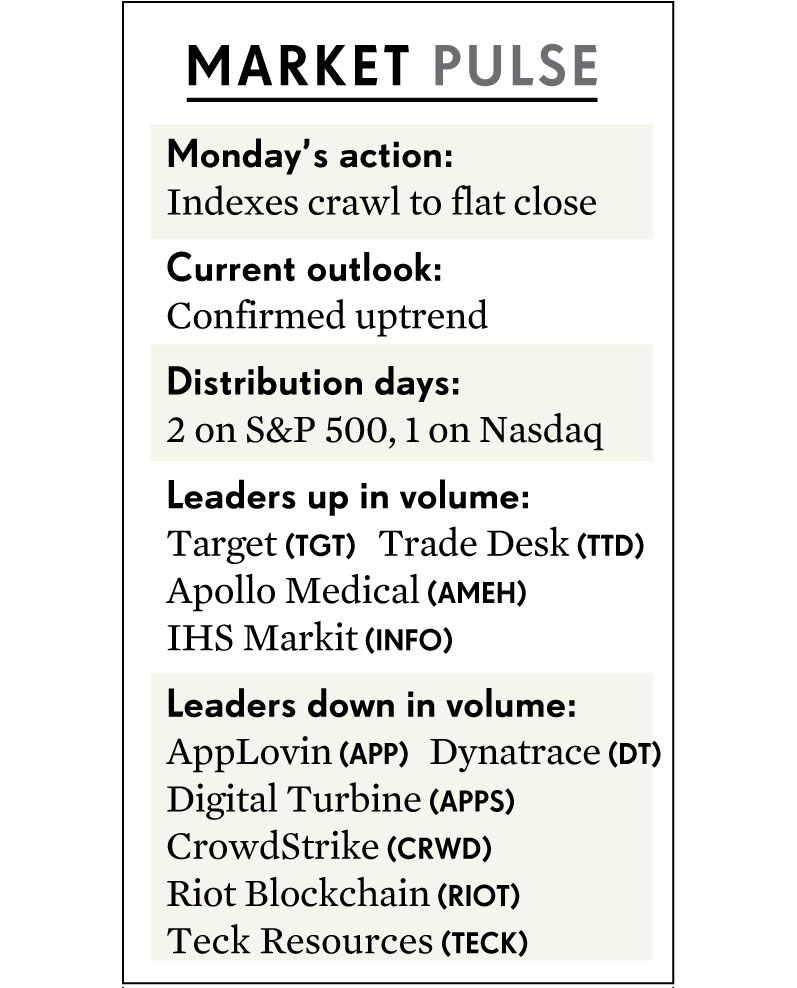 MARKET PULSE
Monday’s action:
Indexes crawl to flat close
Current outlook:
Confirmed uptrend
Distribution days:
2 on S&P 500, 1 on Nasdaq
Leaders up in volume:
Target (TGT) Trade Desk (TTD)
Apollo Medical (AMEH)
IHS Markit (INFO)
Leaders down in volume:
AppLovin (APP) Dynatrace (DT)
Digital Turbine (APPS)
CrowdStrike (CRWD)
Riot Blockchain (RIOT)
Teck Resources (TECK)